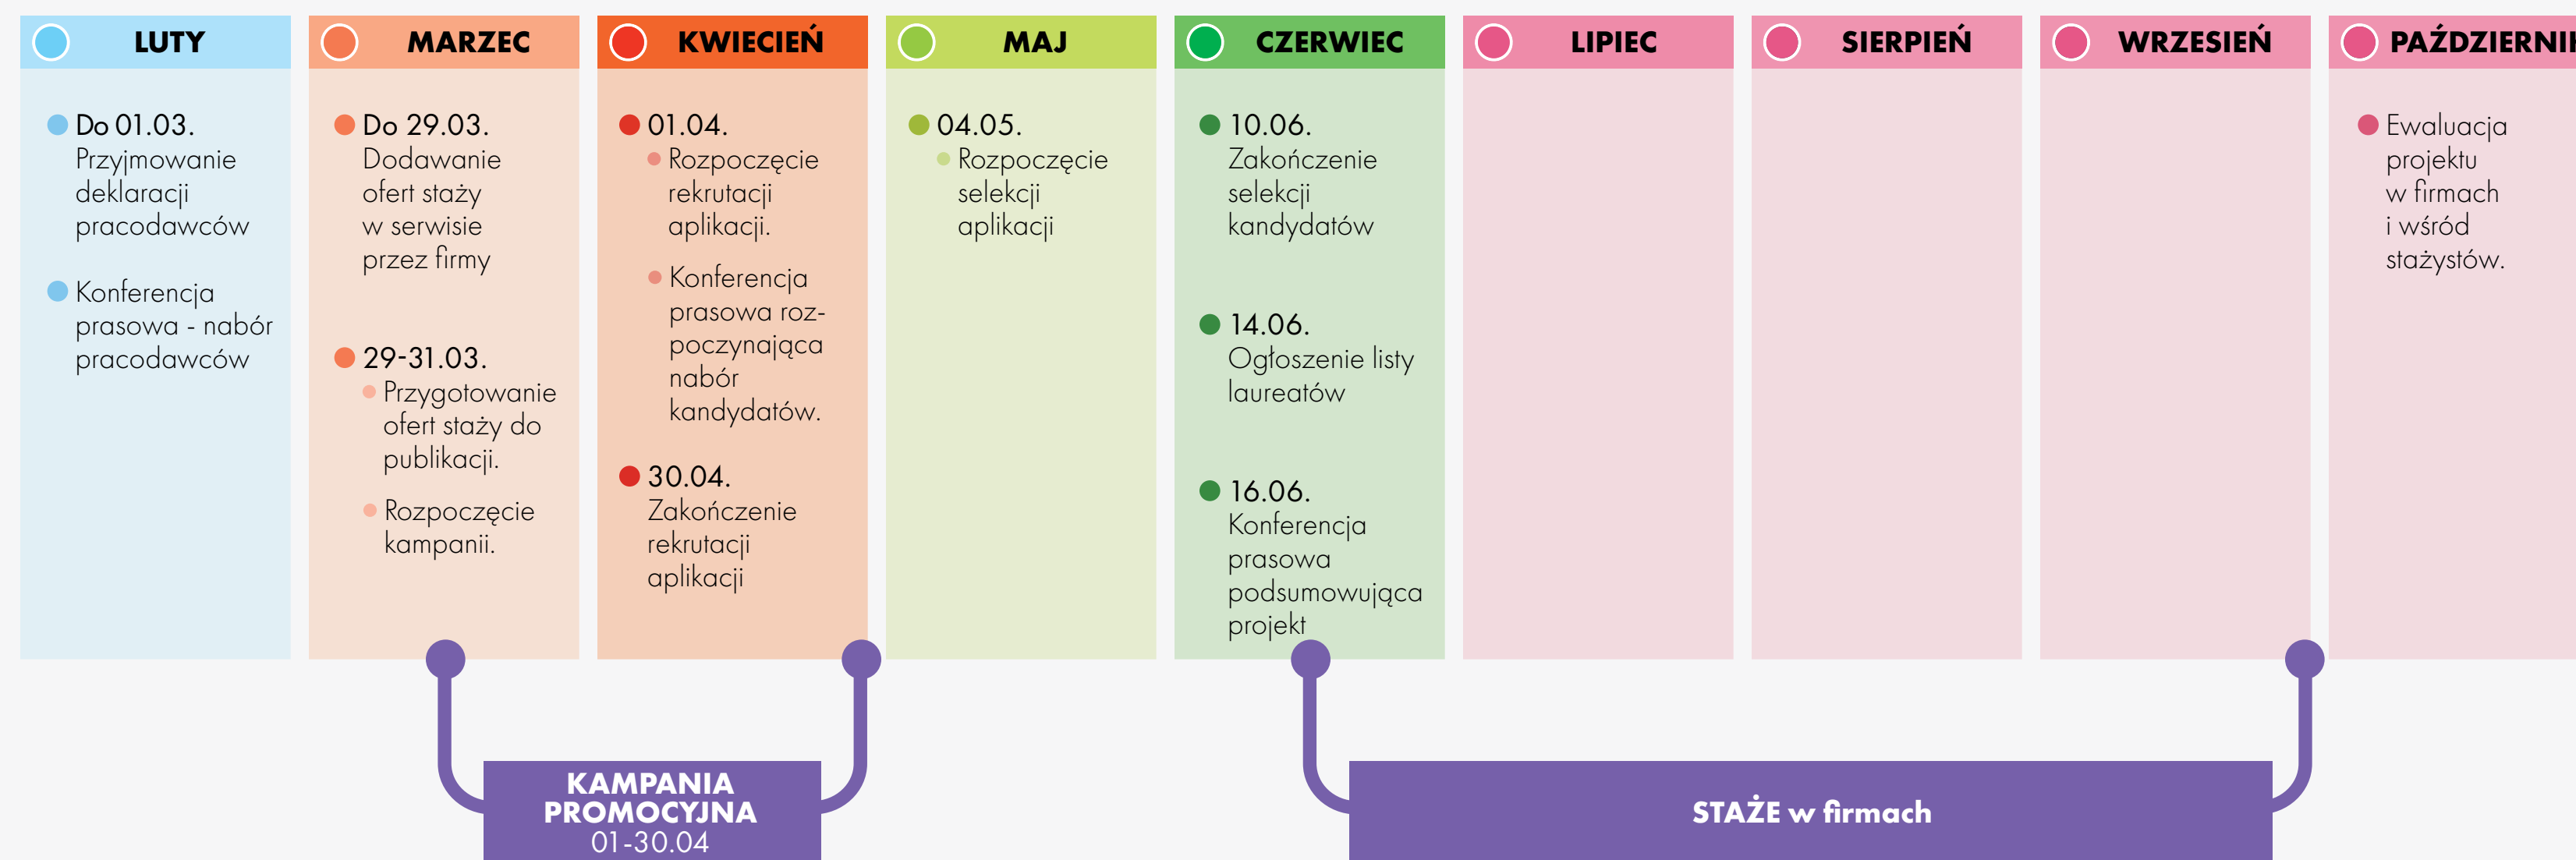 LUTY
Do 01.03.
Przyjmowanie
deklaracji
pracodawców
Konferencja
prasowa - nabór
pracodawców
MARZEC
Do 29.03.
Dodawanie
ofert staży
w serwisie
przez firmy
29-31.03.
Przygotowanie
ofert staży do
publikacji.
Rozpoczęcie
kampanii.
KWIECIEŃ
01.04.
Rozpoczęcie
rekrutacji
aplikacji.
Konferencja
prasowa roz-
poczynająca
nabór
kandydatów.
30.04.
Zakończenie
rekrutacji
aplikacji
MAJ
04.05.
Rozpoczęcie
selekcji
aplikacji
CZERWIEC
10.06.
Zakończenie
selekcji
kandydatów
14.06.
Ogłoszenie listy
laureatów
16.06.
Konferencja
prasowa
podsumowująca
projekt
LIPIEC
SIERPIEŃ
WRZESIEŃ
PAŹDZIERNIK
Ewaluacja
projektu
w firmach
i wśród
stażystów.
KAMPANIA
PROMOCYJNA
01-30.04
STAŻE w firmach